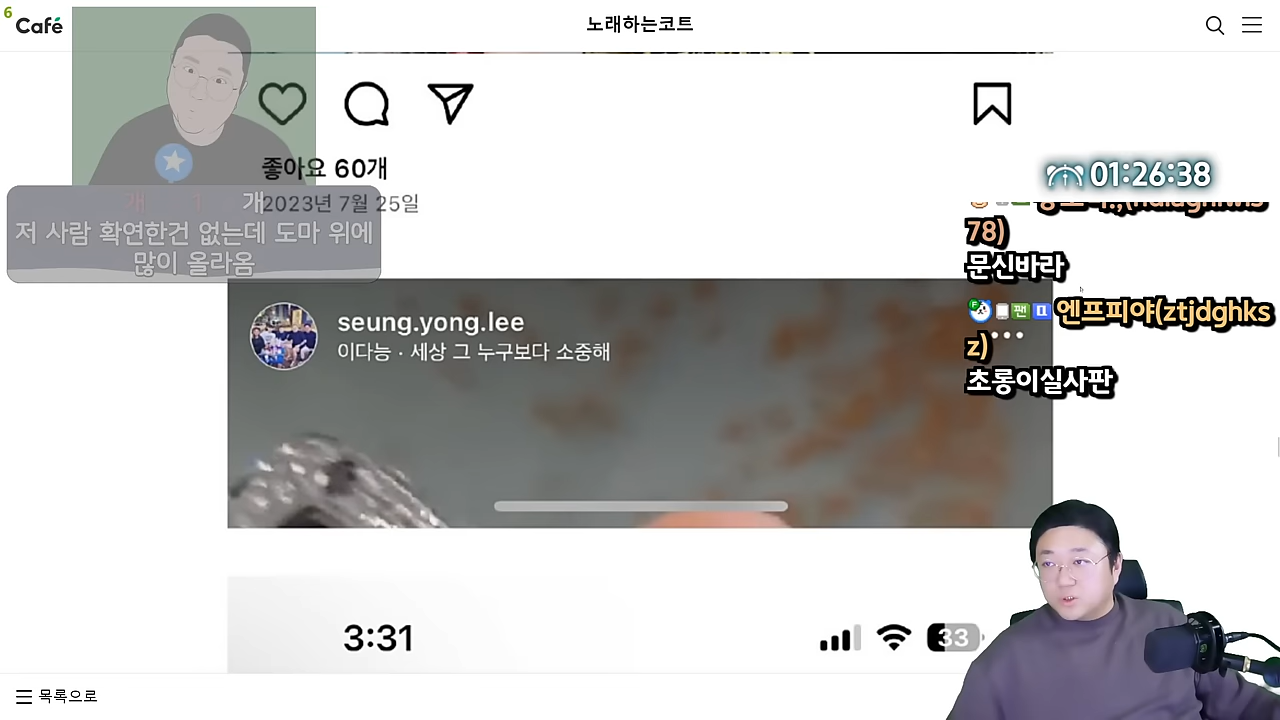 6
Café
노래하는코트
좋아요 60개
2023년 7월 25일
개 1 개
저 사람 확연한건 없는데 도마 위에
많이 올라옴
01:26:38
78)
문신바라
엔프피야(ztjdghks
z)
초롱이실사판
seung.yong.lee
이다능 · 세상 그 누구보다 소중해
3:31
33
목록으로